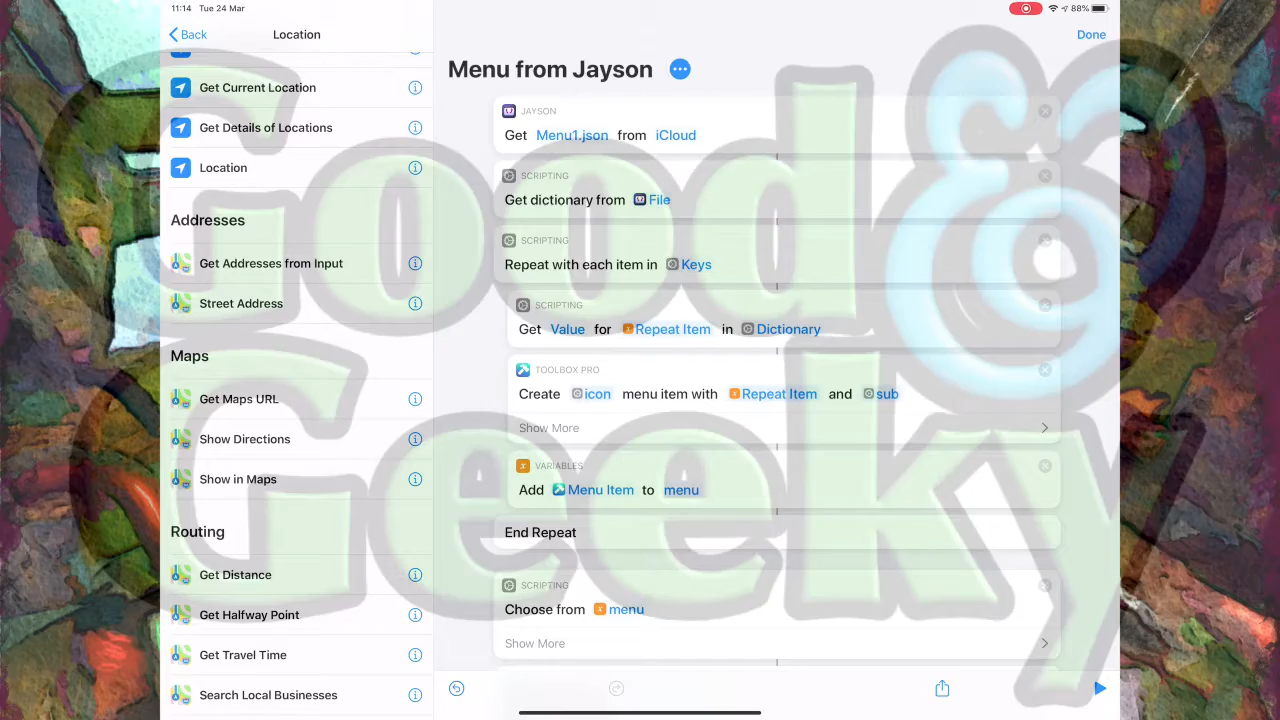 11:14 Tue 24 Mar
88%
Back
Location
Done
Get Current Location
Get Details of Locations
Location
Addresses
Get Addresses from Input
Street Address
Maps
Get Maps URL
Show Directions
Show in Maps
Routing
Get Distance
Get Halfway Point
Get Travel Time
Search Local Businesses
Menu from Jayson
JAYSON
Get Menu1.json from iCloud
SCRIPTING
Get dictionary from File
SCRIPTING
Repeat with each item in Keys
SCRIPTING
Get Value for Repeat Item in Dictionary
TOOLBOX PRO
Create icon menu item with Repeat Item and sub
Show More
VARIABLES
Add Menu Item to menu
End Repeat
SCRIPTING
Choose from menu
Show More
Good &
Geeky